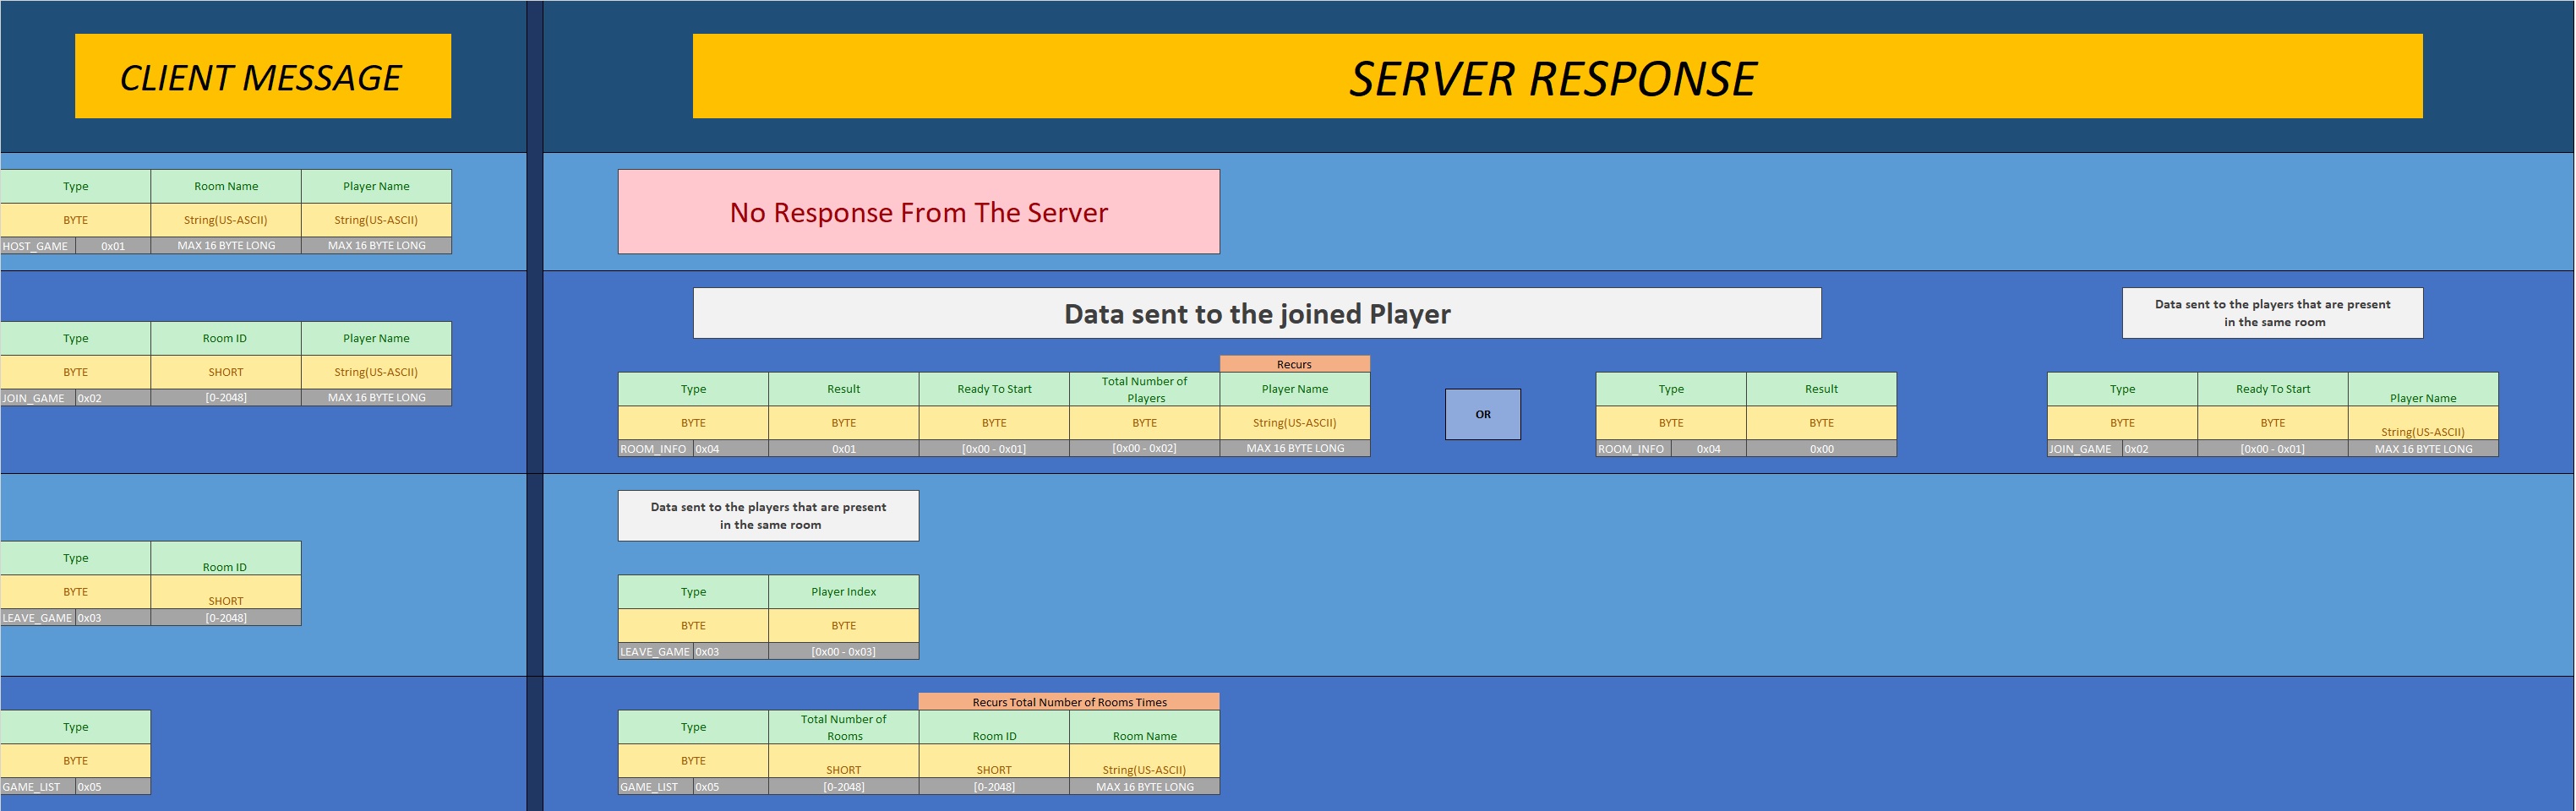 CLIENT MESSAGE
SERVER RESPONSE
Type Room Name Player Name
BYTE String(US-ASCII) String(US-ASCII)
HOST_GAME 0x01 MAX 16 BYTE LONG MAX 16 BYTE LONG
No Response From The Server
Type Room ID Player Name
BYTE SHORT String(US-ASCII)
JOIN_GAME 0x02 [0-2048] MAX 16 BYTE LONG
Data sent to the joined Player
Recurs
Type Result Ready To Start Total Number of
Players Player Name
BYTE BYTE BYTE BYTE String(US-ASCII)
ROOM_INFO 0x04 0x01 [0x00 - 0x01] [0x00 - 0x02] MAX 16 BYTE LONG
OR
Type Result
BYTE BYTE
ROOM_INFO 0x04 0x00
Data sent to the players that are present
in the same room
Type Ready To Start Player Name
BYTE BYTE String(US-ASCII)
JOIN_GAME 0x02 [0x00 - 0x01] MAX 16 BYTE LONG
Type Room ID
BYTE SHORT
LEAVE_GAME 0x03 [0-2048]
Data sent to the players that are present
in the same room
Type Player Index
BYTE BYTE
LEAVE_GAME 0x03 [0x00 - 0x03]
Type
BYTE
GAME_LIST 0x05
Recurs Total Number of Rooms Times
Type Total Number of
Rooms Room ID Room Name
BYTE SHORT SHORT String(US-ASCII)
GAME_LIST 0x05 [0-2048] [0-2048] MAX 16 BYTE LONG